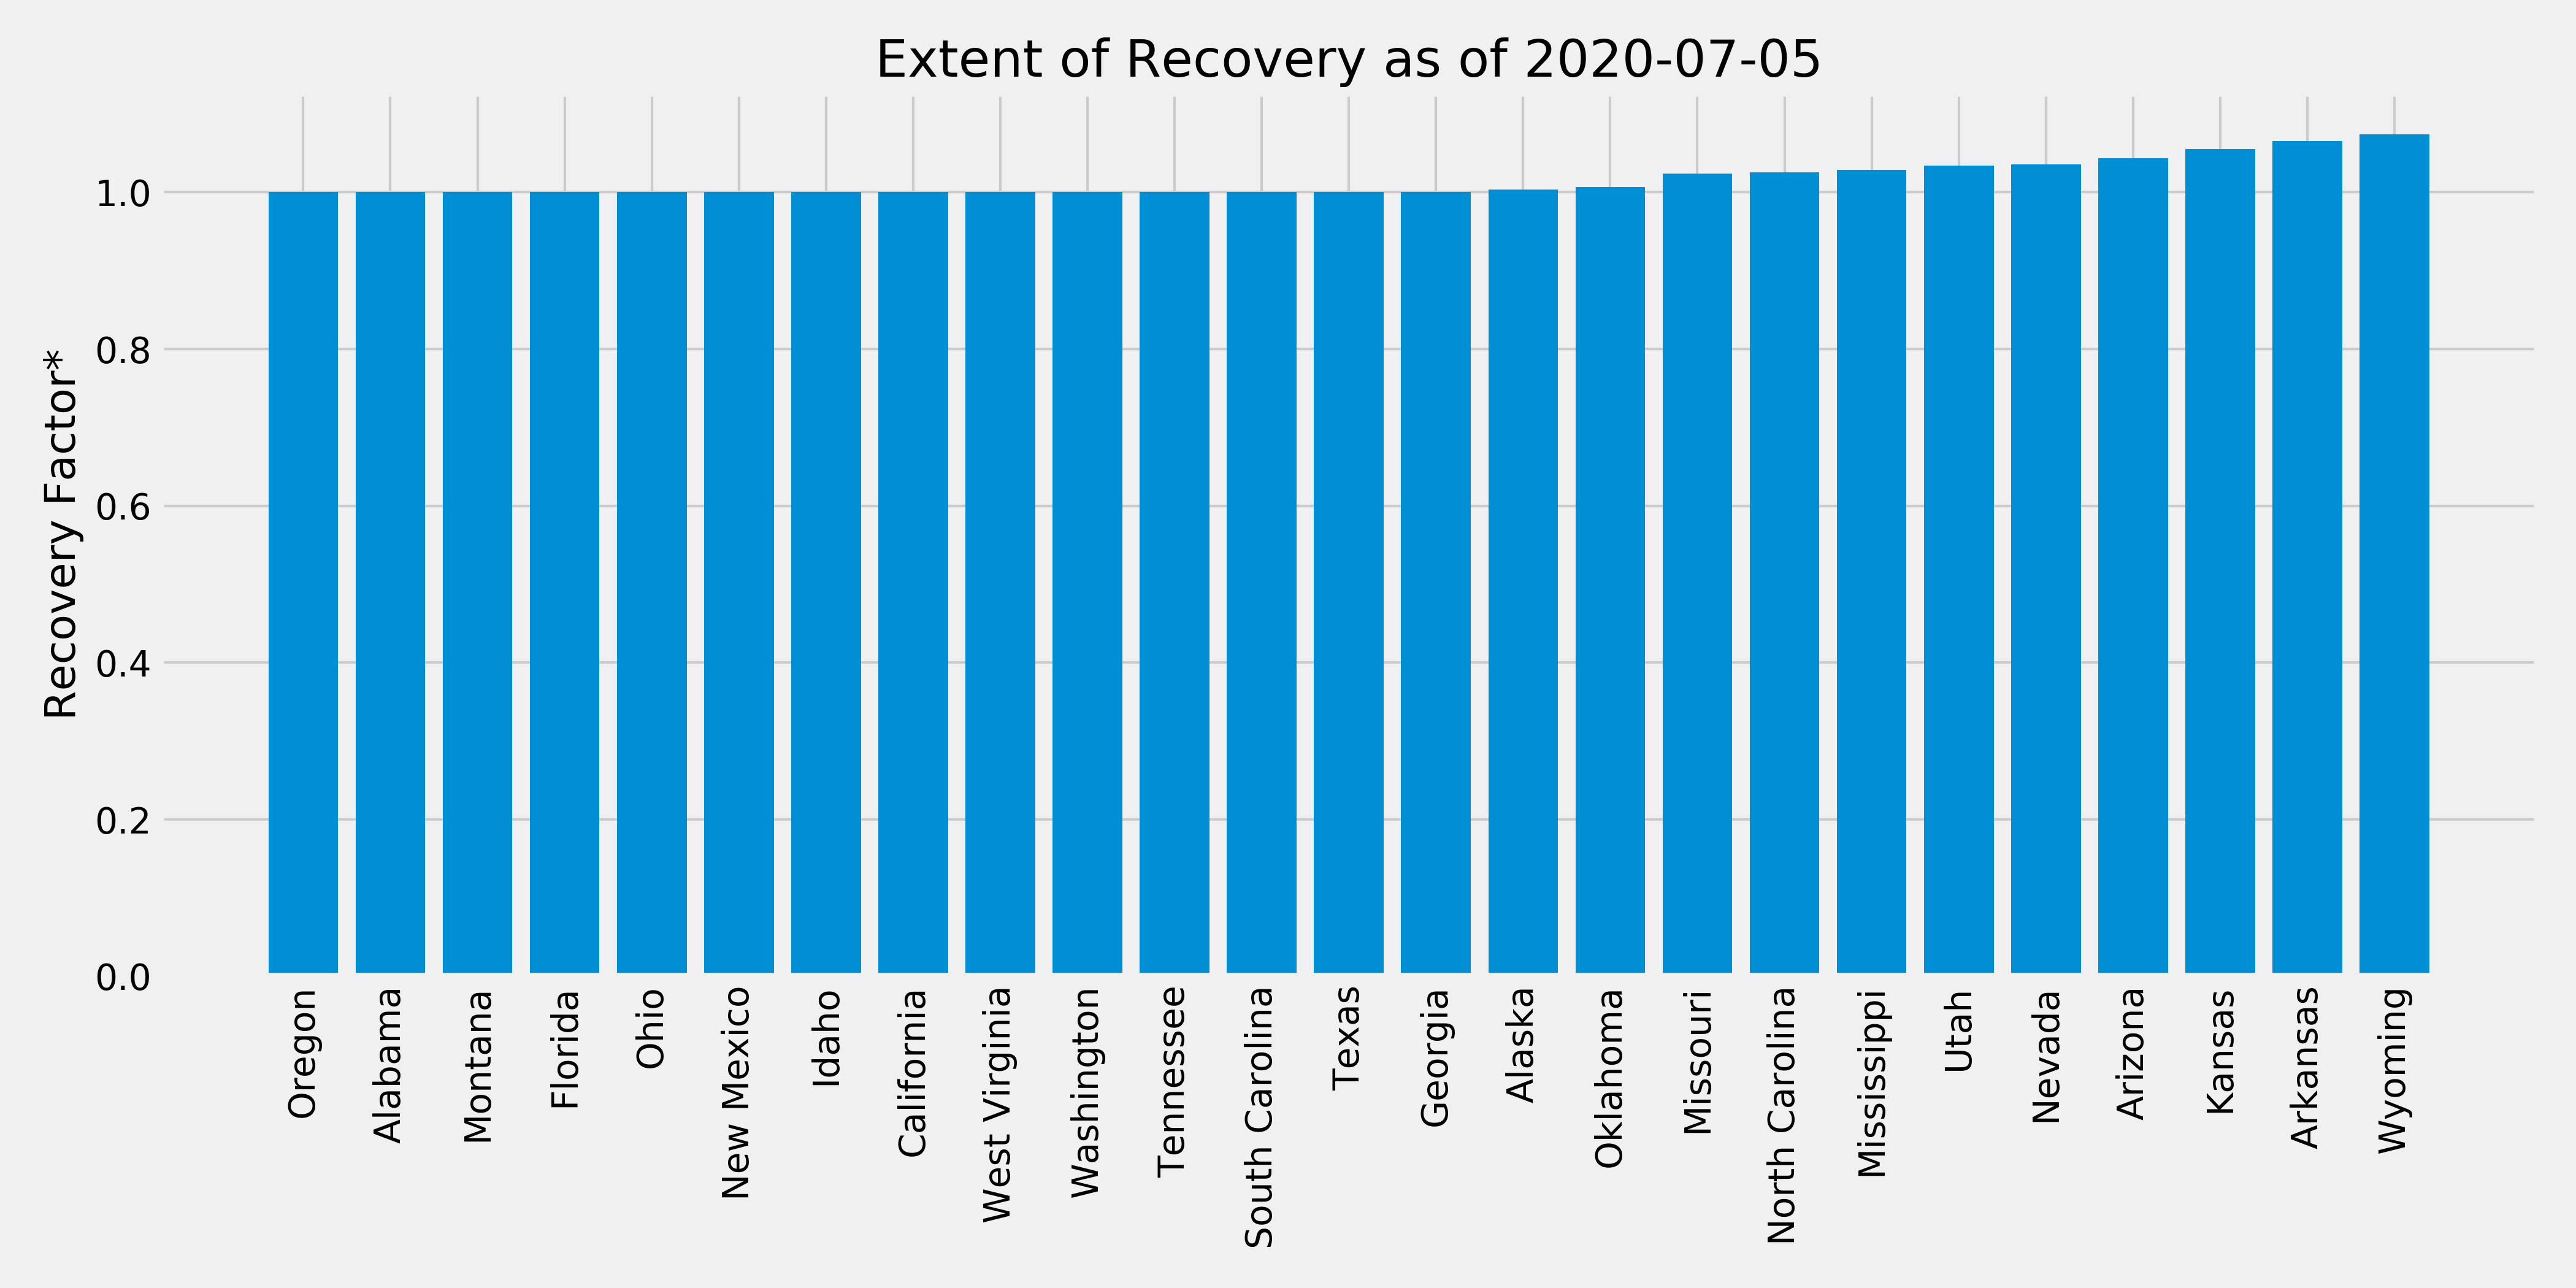 Extent of Recovery as of 2020-07-05
Recovery Factor*
1.0
0.8
0.6
0.4
0.2
0.0
Oregon
Alabama
Montana
Florida
Ohio
New Mexico
Idaho
California
West Virginia
Washington
Tennessee
South Carolina
Texas
Georgia
Alaska
Oklahoma
Missouri
North Carolina
Mississippi
Utah
Nevada
Arizona
Kansas
Arkansas
Wyoming